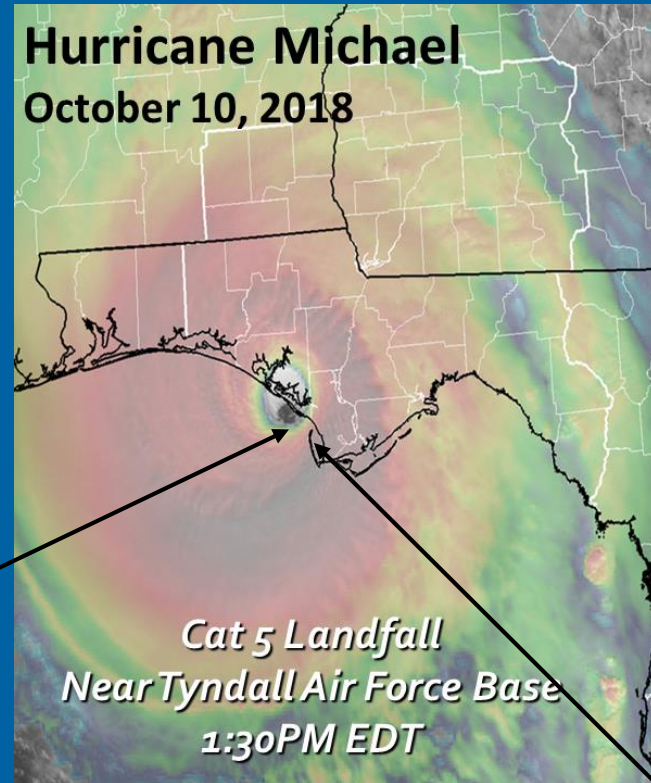 Hurricane Michael
October 10, 2018
Cat 5 Landfall
Near Tyndall Air Force Base
1:30PM EDT